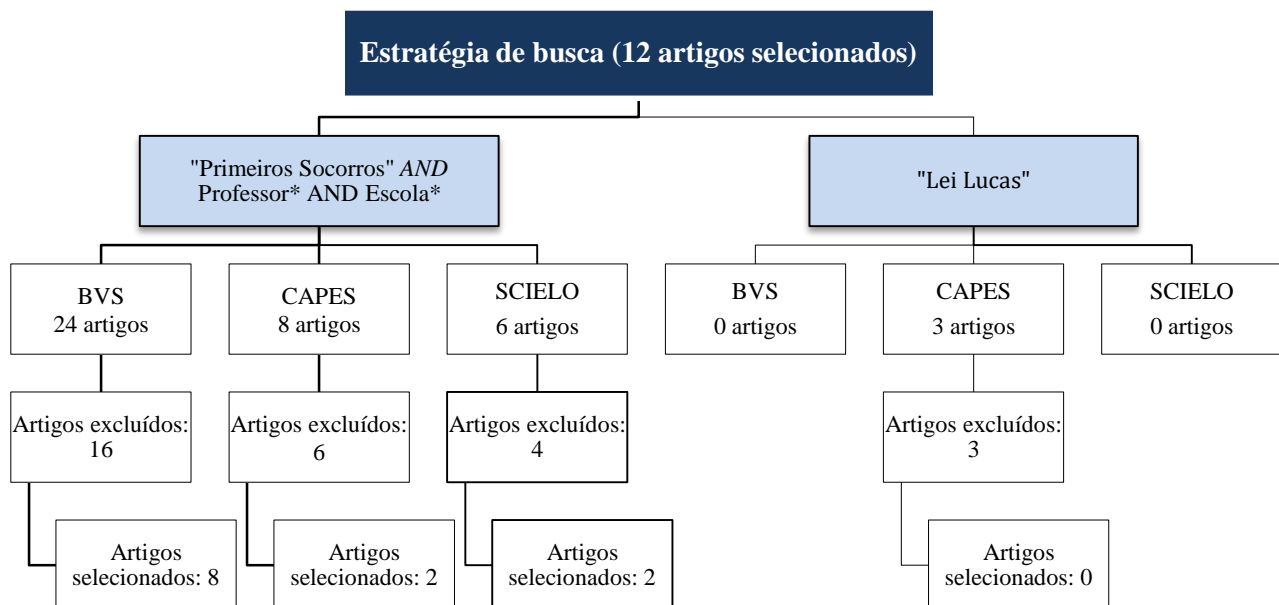 Estratégia de busca (12 artigos selecionados)
"Primeiros Socorros" AND
Professor* AND Escola*
"Lei Lucas"
BVS
24 artigos
CAPES
8 artigos
SCIELO
6 artigos
BVS
0 artigos
CAPES
3 artigos
SCIELO
0 artigos
Artigos excluídos:
16
Artigos excluídos:
6
Artigos excluídos:
4
Artigos excluídos:
3
Artigos
selecionados: 8
Artigos
selecionados: 2
Artigos
selecionados: 2
Artigos
selecionados: 0